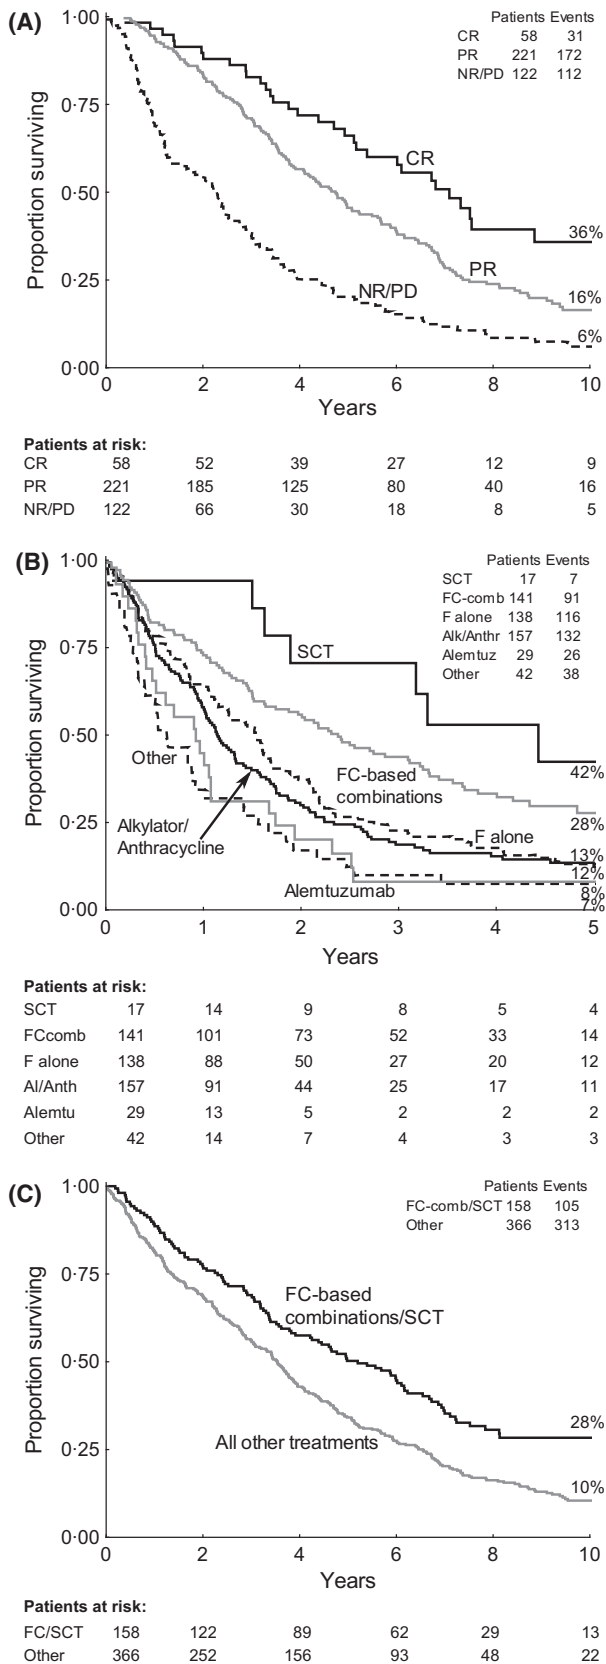 (A)
Patients Events
CR 58 31
PR 221 172
NR/PD 122 112
Proportion surviving
1·00
0·75
0·50
0·25
0·00
CR
PR
NR/PD
36%
16%
6%
0 2 4 6 8 10
Years
Patients at risk:
CR 58 52 39 27 12 9
PR 221 185 125 80 40 16
NR/PD 122 66 30 18 8 5
(B)
Patients Events
SCT 17 7
FC-comb 141 91
F alone 138 116
Alk/Anthr 157 132
Alemtuz 29 26
Other 42 38
Proportion surviving
1·00
0·75
0·50
0·25
0·00
SCT
Other
FC-based
combinations
Alkylator/
Anthracycline
F alone
Alemtuzumab
42%
28%
13%
12%
8%
7%
0 1 2 3 4 5
Years
Patients at risk:
SCT 17 14 9 8 5 4
FCcomb 141 101 73 52 33 14
F alone 138 88 50 27 20 12
Al/Anth 157 91 44 25 17 11
Alemtu 29 13 5 2 2 2
Other 42 14 7 4 3 3
(C)
Patients Events
FC-comb/SCT 158 105
Other 366 313
Proportion surviving
1·00
0·75
0·50
0·25
0·00
FC-based
combinations/SCT
All other treatments
28%
10%
0 2 4 6 8 10
Years
Patients at risk:
FC/SCT 158 122 89 62 29 13
Other 366 252 156 93 48 22